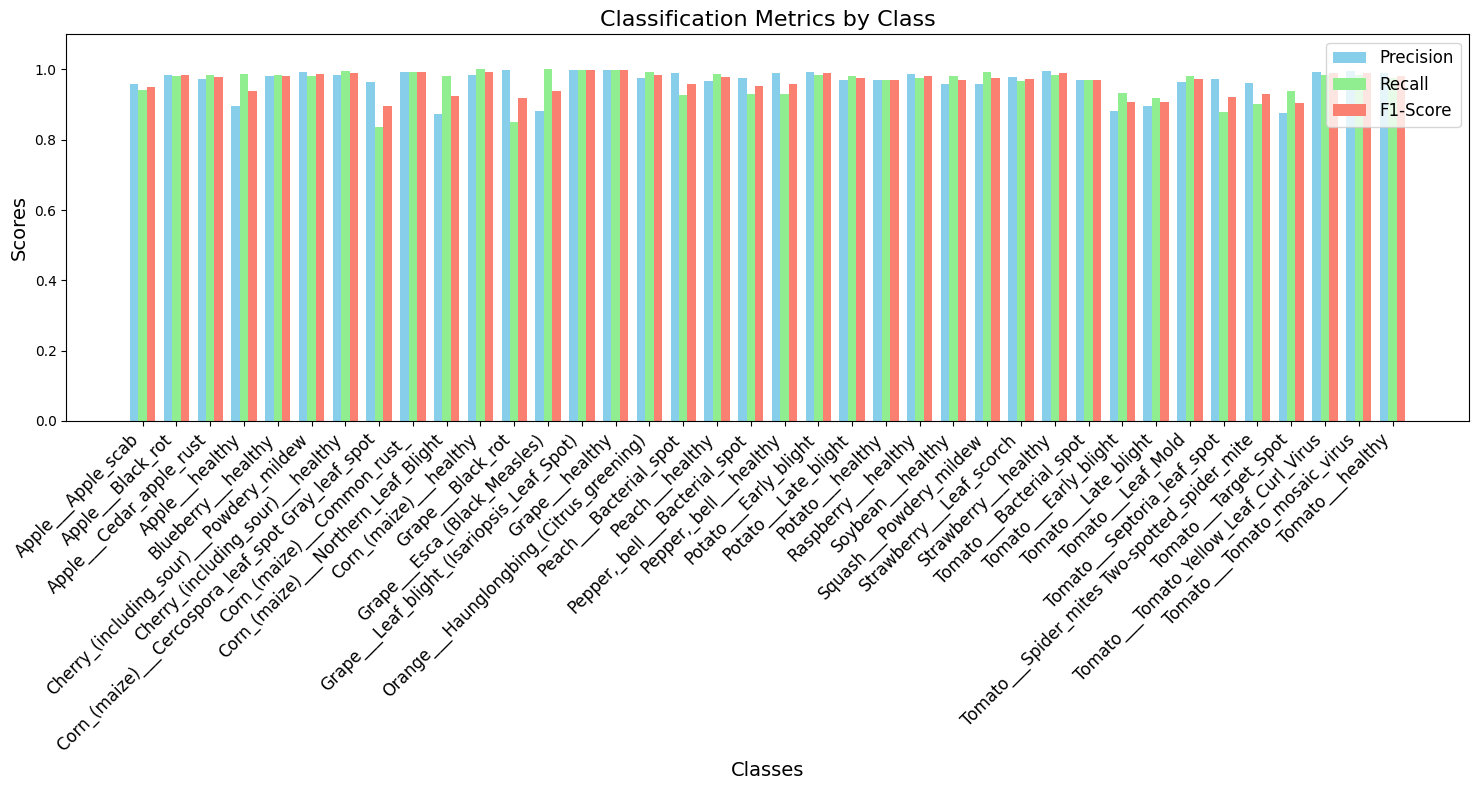 Classification Metrics by Class
Precision
Recall
F1-Score
Scores
1.0
0.8
0.6
0.4
0.2
0.0
Apple___Apple_scab
Apple___Black_rot
Apple___Cedar_apple_rust
Apple___healthy
Blueberry___healthy
Cherry_(including_sour)___Powdery_mildew
Cherry_(including_sour)___healthy
Corn_(maize)___Cercospora_leaf_spot Gray_leaf_spot
Corn_(maize)___Common_rust_
Corn_(maize)___Northern_Leaf_Blight
Corn_(maize)___healthy
Grape___Black_rot
Grape___Esca_(Black_Measles)
Grape___Leaf_blight_(Isariopsis_Leaf_Spot)
Grape___healthy
Orange___Haunglongbing_(Citrus_greening)
Peach___Bacterial_spot
Peach___healthy
Pepper,_bell___Bacterial_spot
Pepper,_bell___healthy
Potato___Early_blight
Potato___Late_blight
Potato___healthy
Raspberry___healthy
Soybean___healthy
Squash___Powdery_mildew
Strawberry___Leaf_scorch
Strawberry___healthy
Tomato___Bacterial_spot
Tomato___Early_blight
Tomato___Late_blight
Tomato___Leaf_Mold
Tomato___Septoria_leaf_spot
Tomato___Spider_mites Two-spotted_spider_mite
Tomato___Target_Spot
Tomato___Tomato_Yellow_Leaf_Curl_Virus
Tomato___Tomato_mosaic_virus
Tomato___healthy
Classes